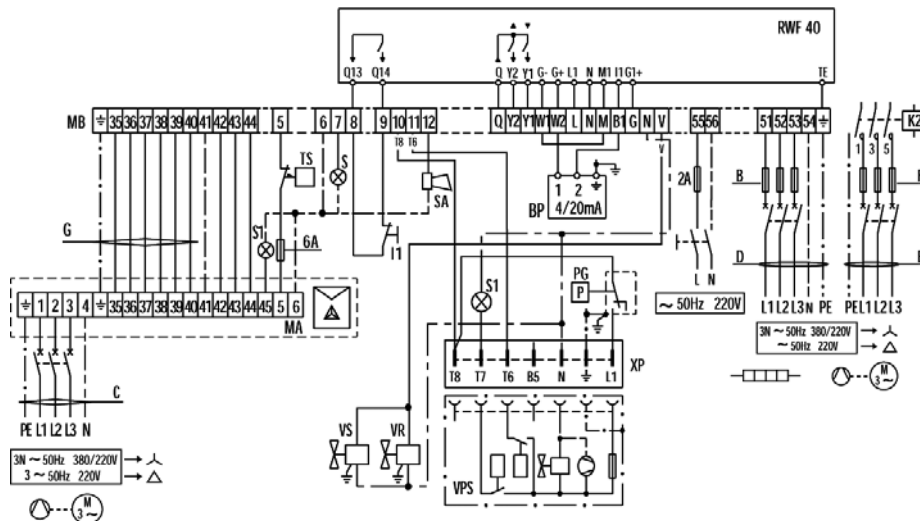 RWF 40
Q13 Q14 Q Y2 Y1 G- G+ L1 N M1 I1 G1+ TE
MB 35 36 37 38 39 40 41 42 43 44 5 6 7 8 9 10 11 12 Q Y2 Y1 W1 W2 L N M B1 G N V 55 56 51 52 53 54
K2
1 3 5
T8 T6
V
TS S SA
2A
B
1 2
BP 4/20mA
G
S1 6A
I1
L N
D
PG
P
S1
~ 50Hz 220V
L1 L2 L3 N PE
PE L1 L2 L3
1 2 3 4 35 36 37 38 39 40 41 42 43 44 45 5 6
MA
3N ~ 50Hz 380/220V
~ 50Hz 220V
XP
T8 T7 T6 B5 N L1
M
3~
C
PE L1 L2 L3 N
VS VR
3N ~ 50Hz 380/220V
3 ~ 50Hz 220V
VPS
M
3~